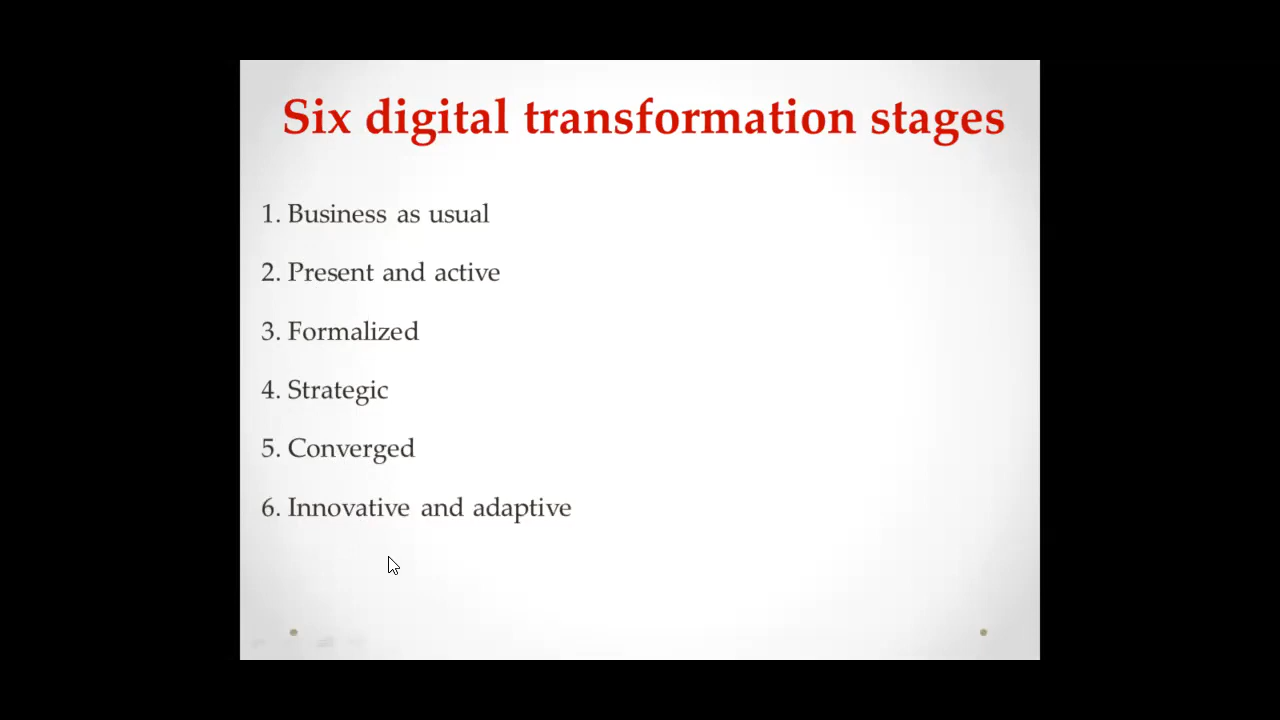 Six digital transformation stages
1. Business as usual
2. Present and active
3. Formalized
4. Strategic
5. Converged
6. Innovative and adaptive